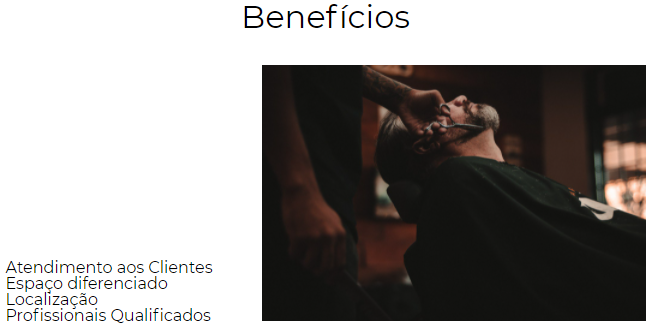 Benefícios
Atendimento aos Clientes
Espaço diferenciado
Localização
Profissionais Qualificados